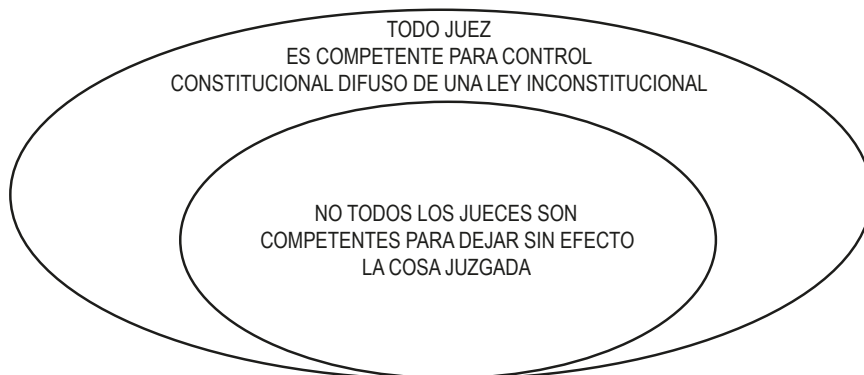 TODO JUEZ
ES COMPETENTE PARA CONTROL
CONSTITUCIONAL DIFUSO DE UNA LEY INCONSTITUCIONAL
NO TODOS LOS JUECES SON
COMPETENTES PARA DEJAR SIN EFECTO
LA COSA JUZGADA